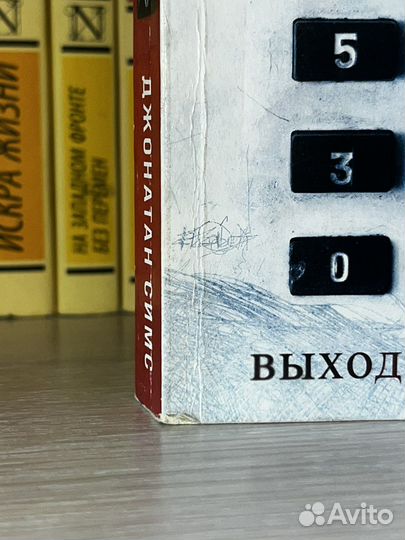 ИСКРА ЖИЗНИ
НА ЗАПАДНОМ ФРОНТЕ
БЕЗ ПЕРЕМЕН
ДЖОНАТАН СИМС
5
3
0
ВЫХОД
Avito